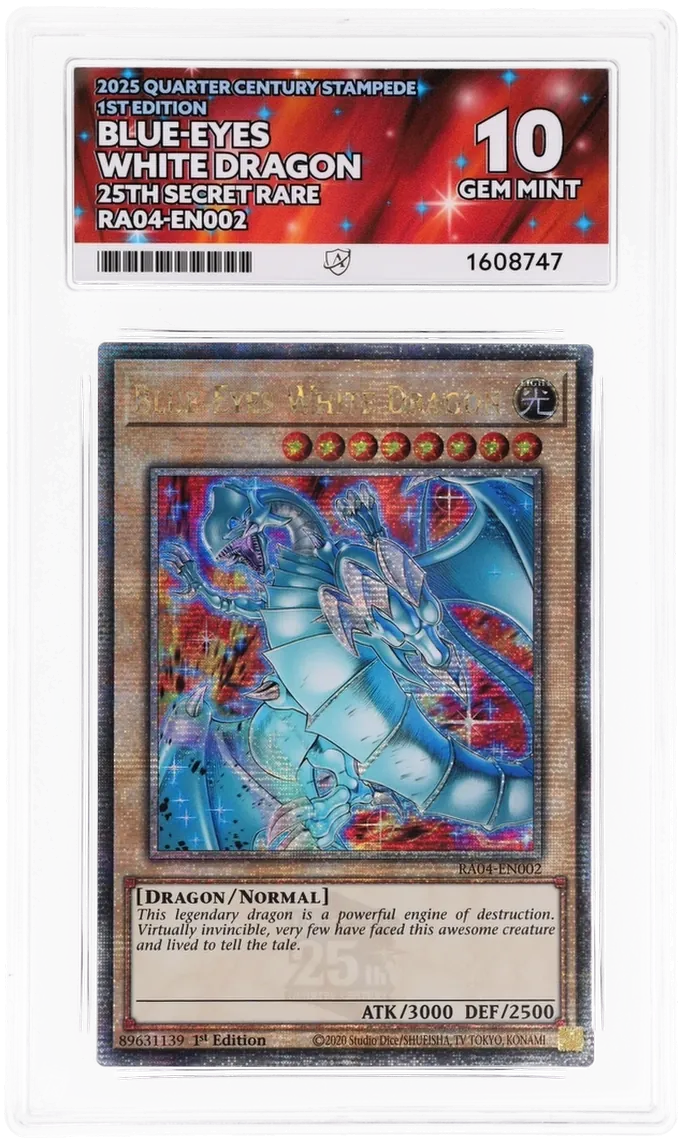 2025 QUARTER CENTURY STAMPEDE
1ST EDITION
BLUE-EYES
WHITE DRAGON
25TH SECRET RARE
RA04-EN002
10
GEM MINT
1608747
Blue-Eyes White Dragon
LIGHT
光
RA04-EN002
[DRAGON/NORMAL]
This legendary dragon is a powerful engine of destruction.
Virtually invincible, very few have faced this awesome creature
and lived to tell the tale.
25th
ATK/3000 DEF/2500
89631139 1st Edition
©2020 Studio Dice/SHUEISHA, TV TOKYO, KONAMI